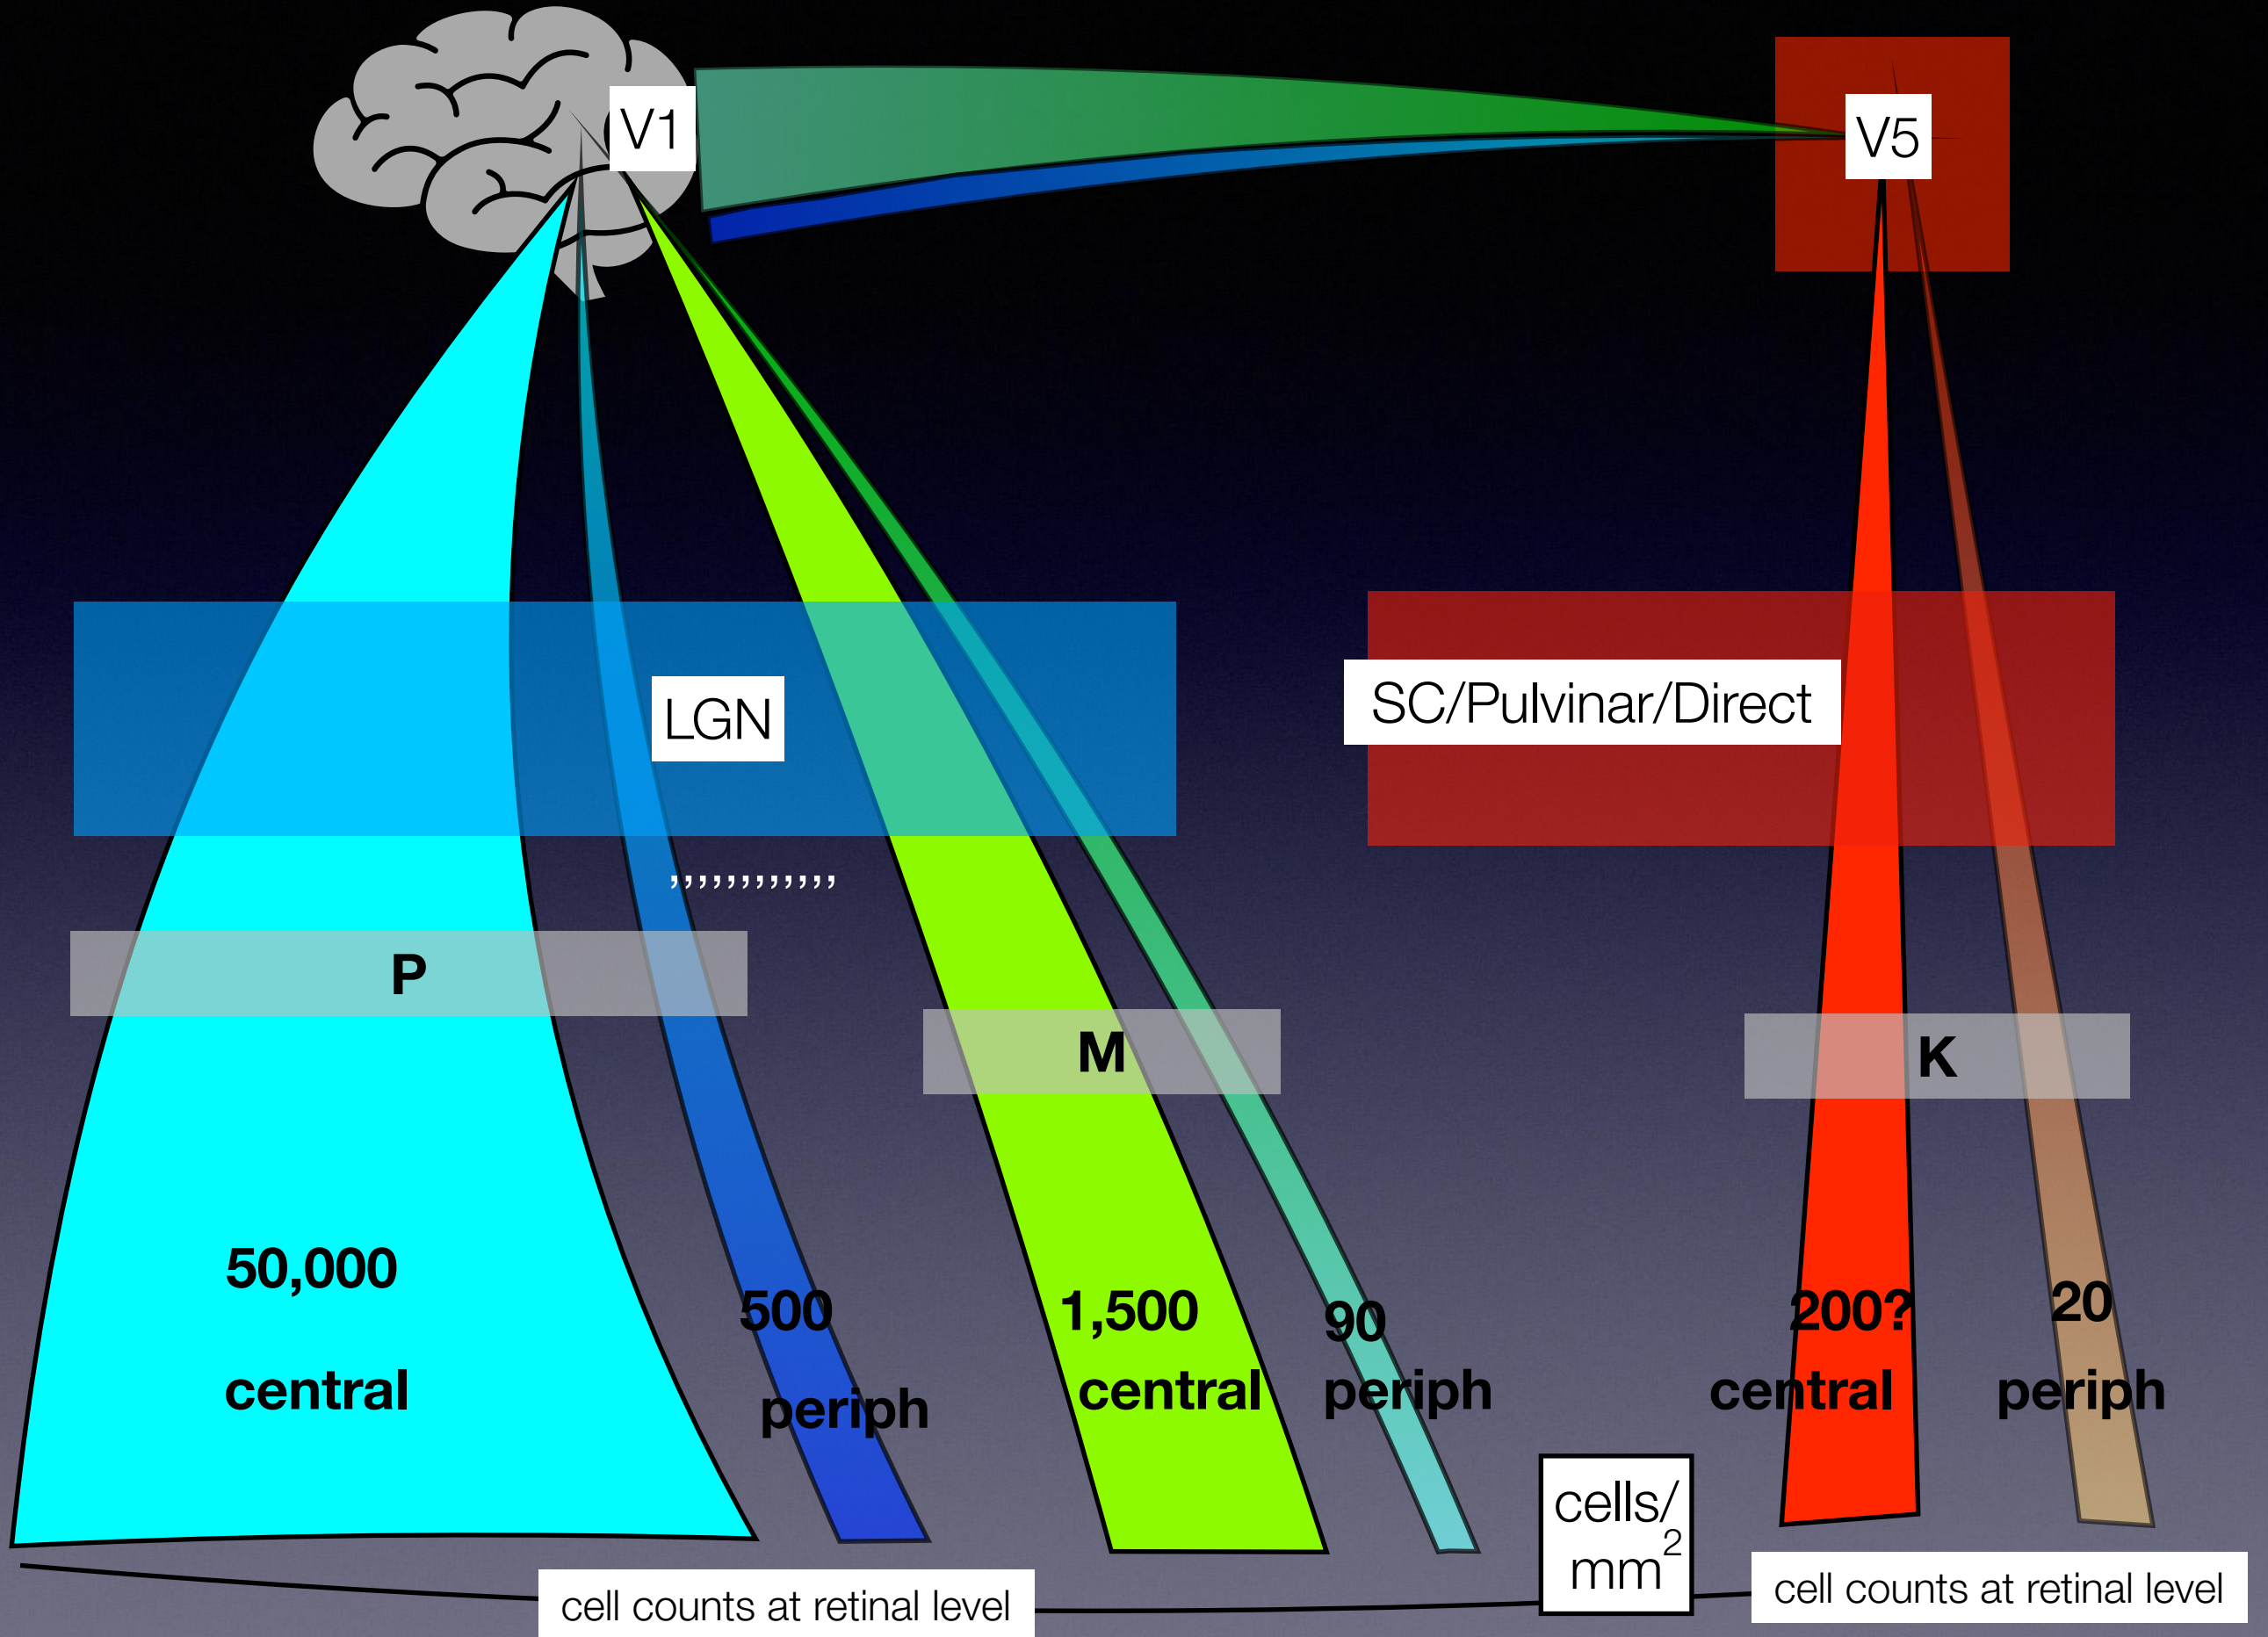 V1
V5
LGN
SC/Pulvinar/Direct
,,,,,,,,,,,,
P
M
K
50,000
central
500
periph
1,500
central
90
periph
200?
central
20
periph
cells/
mm²
cell counts at retinal level
cell counts at retinal level